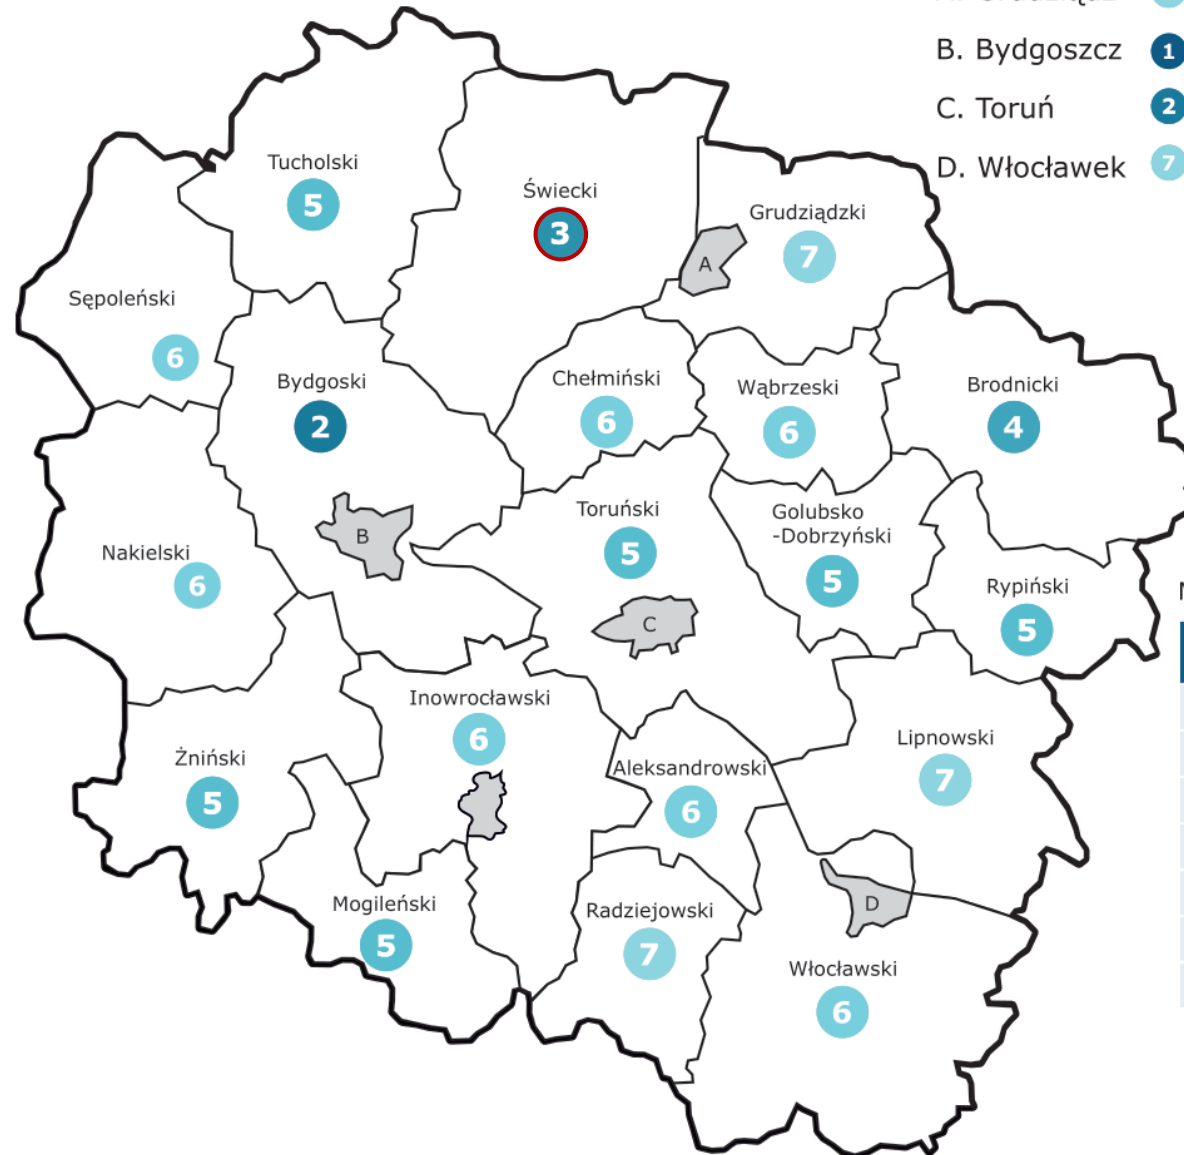 B. Bydgoszcz 1
C. Toruń 2
D. Włocławek 7
Tucholski
5
Świecki
3
Grudziądzki
7
A
Sępoleński
6
Bydgoski
2
Chełmiński
6
Wąbrzeski
6
Brodnicki
4
Toruński
5
Golubsko
-Dobrzyński
5
B
Nakielski
6
Rypiński
5
C
Inowrocławski
6
Żniński
5
Aleksandrowski
6
Lipnowski
7
Mogileński
5
Radziejowski
7
D
Włocławski
6